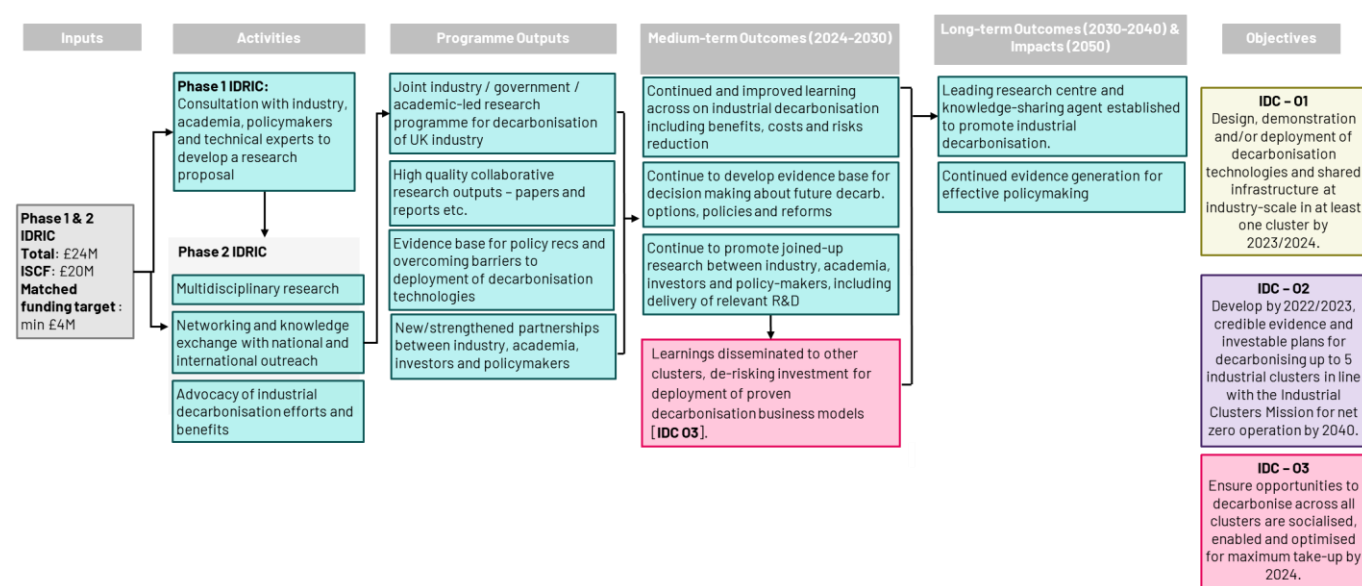 Inputs
Activities
Programme Outputs
Medium-term Outcomes (2024-2030)
Long-term Outcomes (2030-2040) &
Impacts (2050)
Objectives
Phase 1 & 2
IDRIC
Total: £24M
ISCF: £20M
Matched
funding target :
min £4M
Phase 1 IDRIC:
Consultation with industry,
academia, policymakers
and technical experts to
develop a research
proposal
Phase 2 IDRIC
Multidisciplinary research
Networking and knowledge
exchange with national and
international outreach
Advocacy of industrial
decarbonisation efforts and
benefits
Joint industry / government /
academic-led research
programme for decarbonisation
of UK industry
High quality collaborative
research outputs – papers and
reports etc.
Evidence base for policy recs and
overcoming barriers to
deployment of decarbonisation
technologies
New/strengthened partnerships
between industry, academia,
investors and policymakers
Continued and improved learning
across on industrial decarbonisation
including benefits, costs and risks
reduction
Continue to develop evidence base for
decision making about future decarb.
options, policies and reforms
Continue to promote joined-up
research between industry, academia,
investors and policy-makers, including
delivery of relevant R&D
Learnings disseminated to other
clusters, de-risking investment for
deployment of proven
decarbonisation business models
[IDC 03].
Leading research centre and
knowledge-sharing agent established
to promote industrial
decarbonisation.
Continued evidence generation for
effective policymaking
IDC – 01
Design, demonstration
and/or deployment of
decarbonisation
technologies and shared
infrastructure at
industry-scale in at least
one cluster by
2023/2024.
IDC – 02
Develop by 2022/2023,
credible evidence and
investable plans for
decarbonising up to 5
industrial clusters in line
with the Industrial
Clusters Mission for net
zero operation by 2040.
IDC – 03
Ensure opportunities to
decarbonise across all
clusters are socialised,
enabled and optimised
for maximum take-up by
2024.